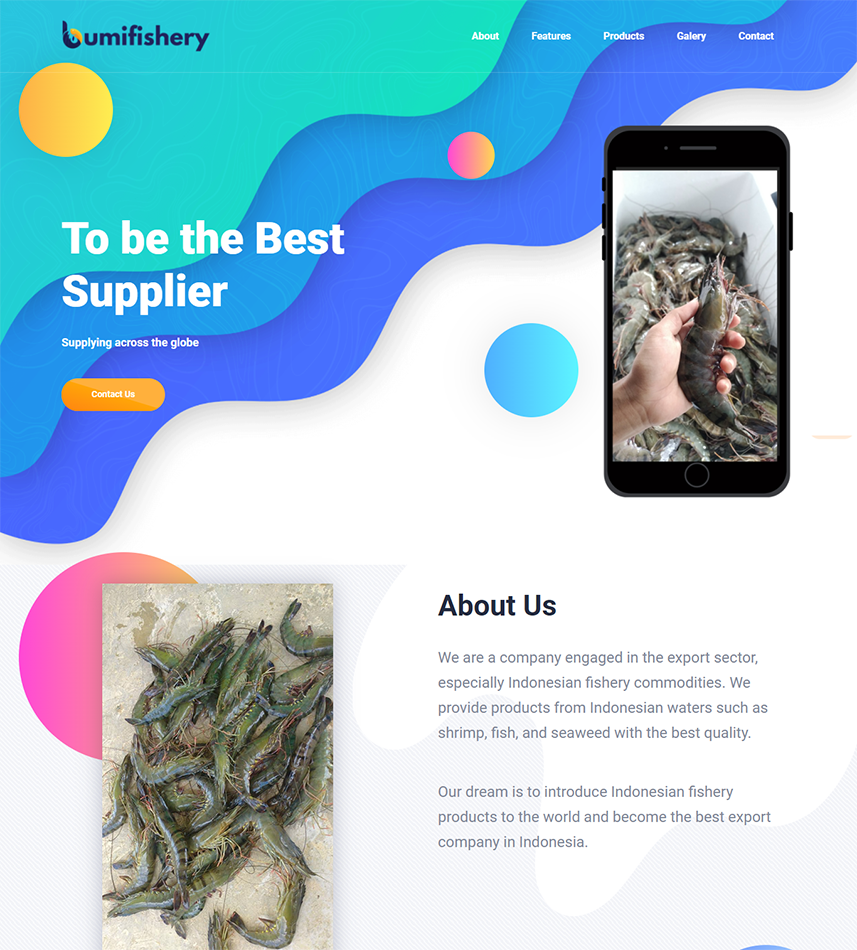 bumifishery
About
Features
Products
Galery
Contact
To be the Best
Supplier
Supplying across the globe
Contact Us
About Us
We are a company engaged in the export sector,
especially Indonesian fishery commodities. We
provide products from Indonesian waters such as
shrimp, fish, and seaweed with the best quality.
Our dream is to introduce Indonesian fishery
products to the world and become the best export
company in Indonesia.